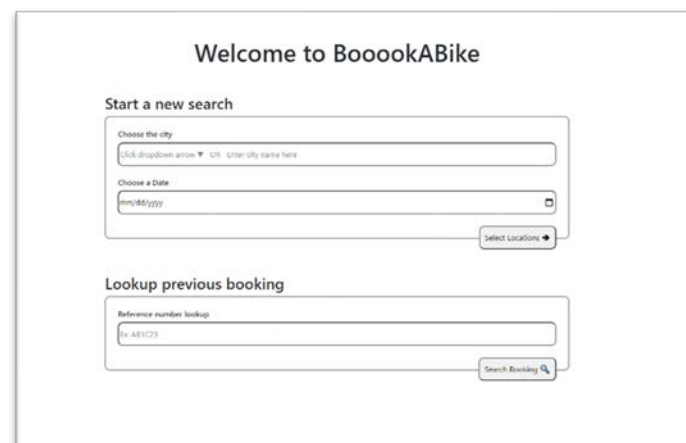 Welcome to BooookABike
Start a new search
Choose the city
Click dropdown arrow ▼ OR Enter city name here
Choose a Date
mm/dd/yyyy
Select Locations →
Lookup previous booking
Reference number lookup
Ex. AB1C23
Search Booking 🔍